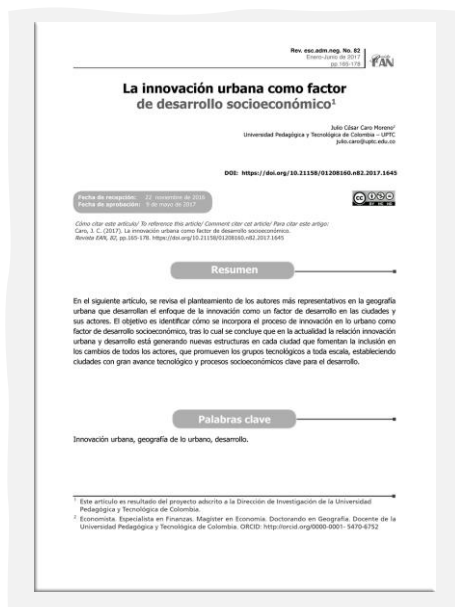 Rev. esc.adm.neg. No. 82
Enero-Junio de 2017
pp.165-178
EAN
La innovación urbana como factor
de desarrollo socioeconómico¹
Julio César Caro Moreno²
Universidad Pedagógica y Tecnológica de Colombia – UPTC
julio.caro@uptc.edu.co
DOI: https://doi.org/10.21158/01208160.n82.2017.1645
Fecha de recepción: 22 noviembre de 2016
Fecha de aprobación: 9 de mayo de 2017
Cómo citar este artículo/ To reference this article/ Comment citer cet article/ Para citar este artigo:
Caro, J. C. (2017). La innovación urbana como factor de desarrollo socioeconómico.
Revista EAN, 82, pp.165-178. https://doi.org/10.21158/01208160.n82.2017.1645
Resumen
En el siguiente artículo, se revisa el planteamiento de los autores más representativos en la geografía
urbana que desarrollan el enfoque de la innovación como un factor de desarrollo en las ciudades y
sus actores. El objetivo es identificar cómo se incorpora el proceso de innovación en lo urbano como
factor de desarrollo socioeconómico, tras lo cual se concluye que en la actualidad la relación innovación
urbana y desarrollo está generando nuevas estructuras en cada ciudad que fomentan la inclusión en
los cambios de todos los actores, que promueven los grupos tecnológicos a toda escala, estableciendo
ciudades con gran avance tecnológico y procesos socioeconómicos clave para el desarrollo.
Palabras clave
Innovación urbana, geografía de lo urbano, desarrollo.
¹ Este artículo es resultado del proyecto adscrito a la Dirección de Investigación de la Universidad
Pedagógica y Tecnológica de Colombia.
² Economista. Especialista en Finanzas. Magister en Economía. Doctorando en Geografía. Docente de la
Universidad Pedagógica y Tecnológica de Colombia. ORCID: http://orcid.org/0000-0001- 5470-6752